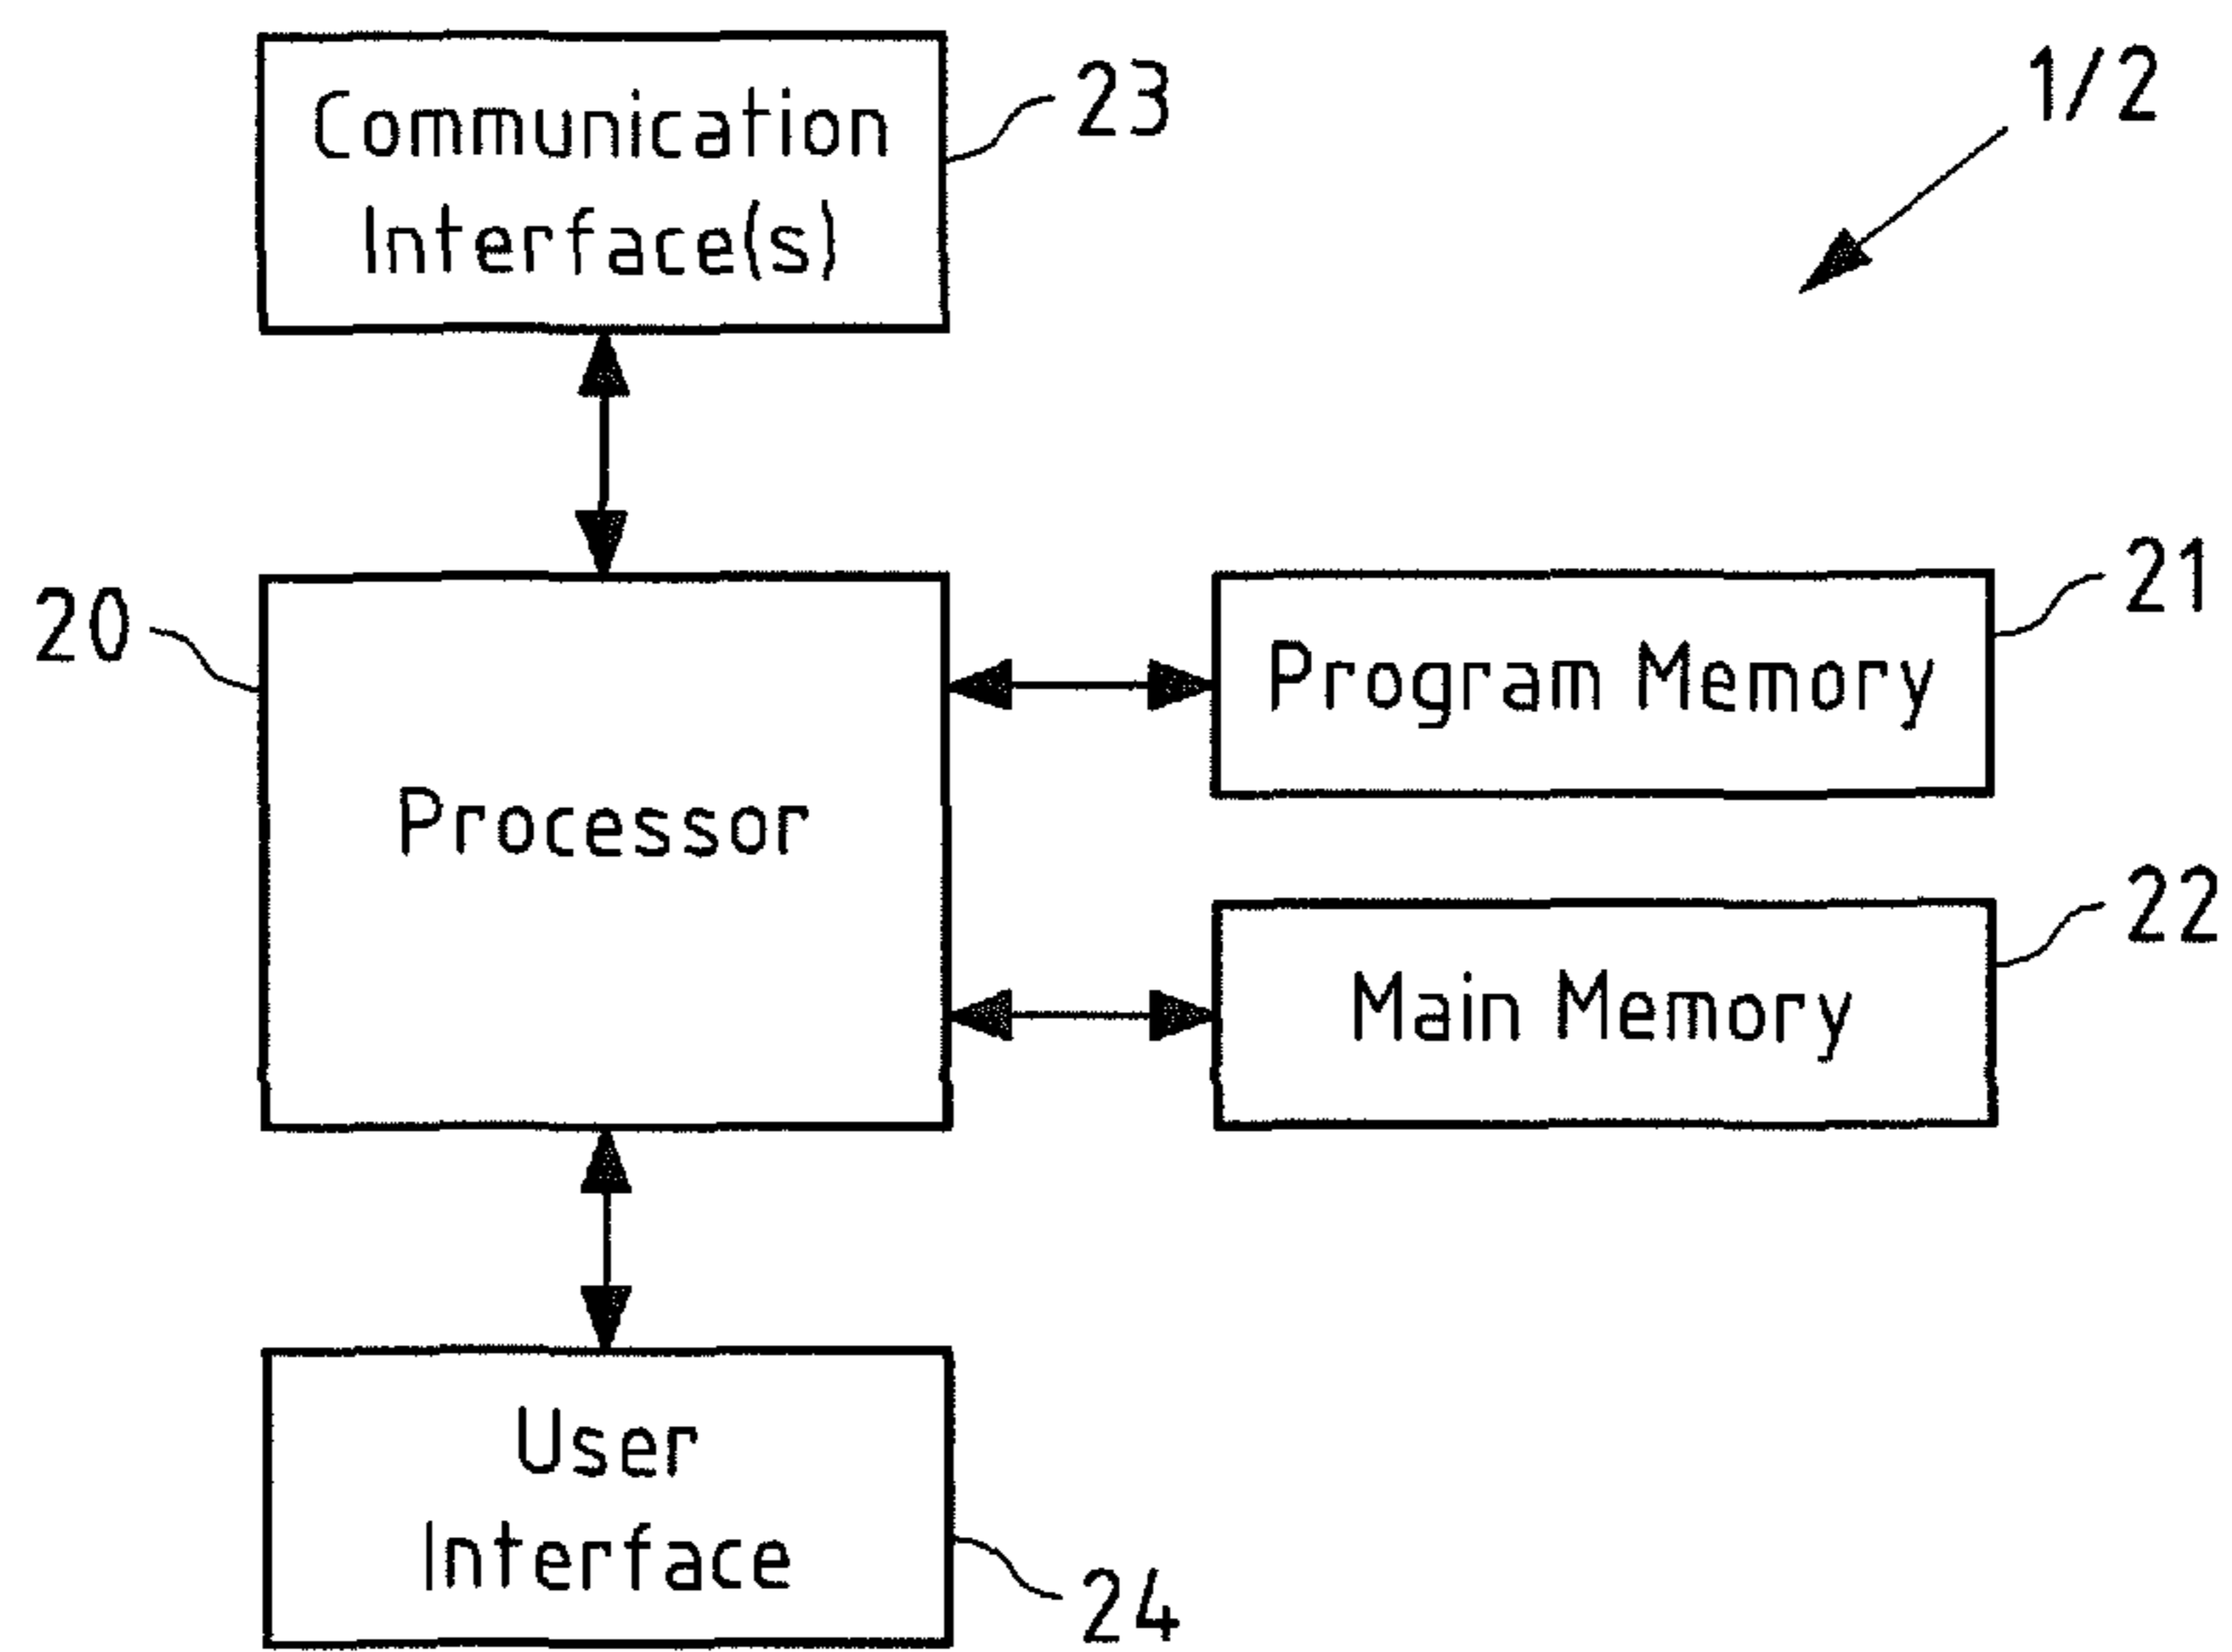 Communication
Interface(s)
23
1/2
20
Processor
Program Memory
21
Main Memory
22
User
Interface
24